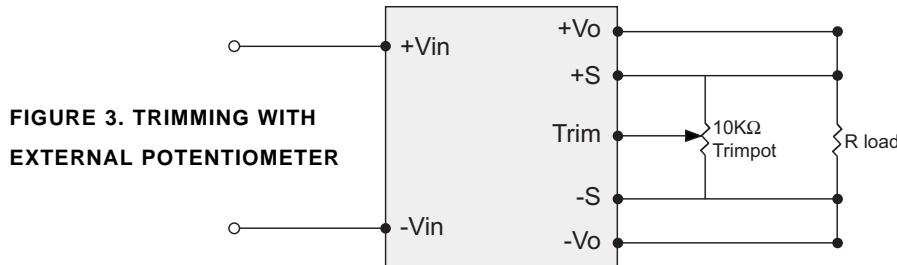 +Vo
+Vin
+S
FIGURE 3. TRIMMING WITH
EXTERNAL POTENTIOMETER
Trim
10KΩ
Trimpot
R load
-S
-Vin
-Vo